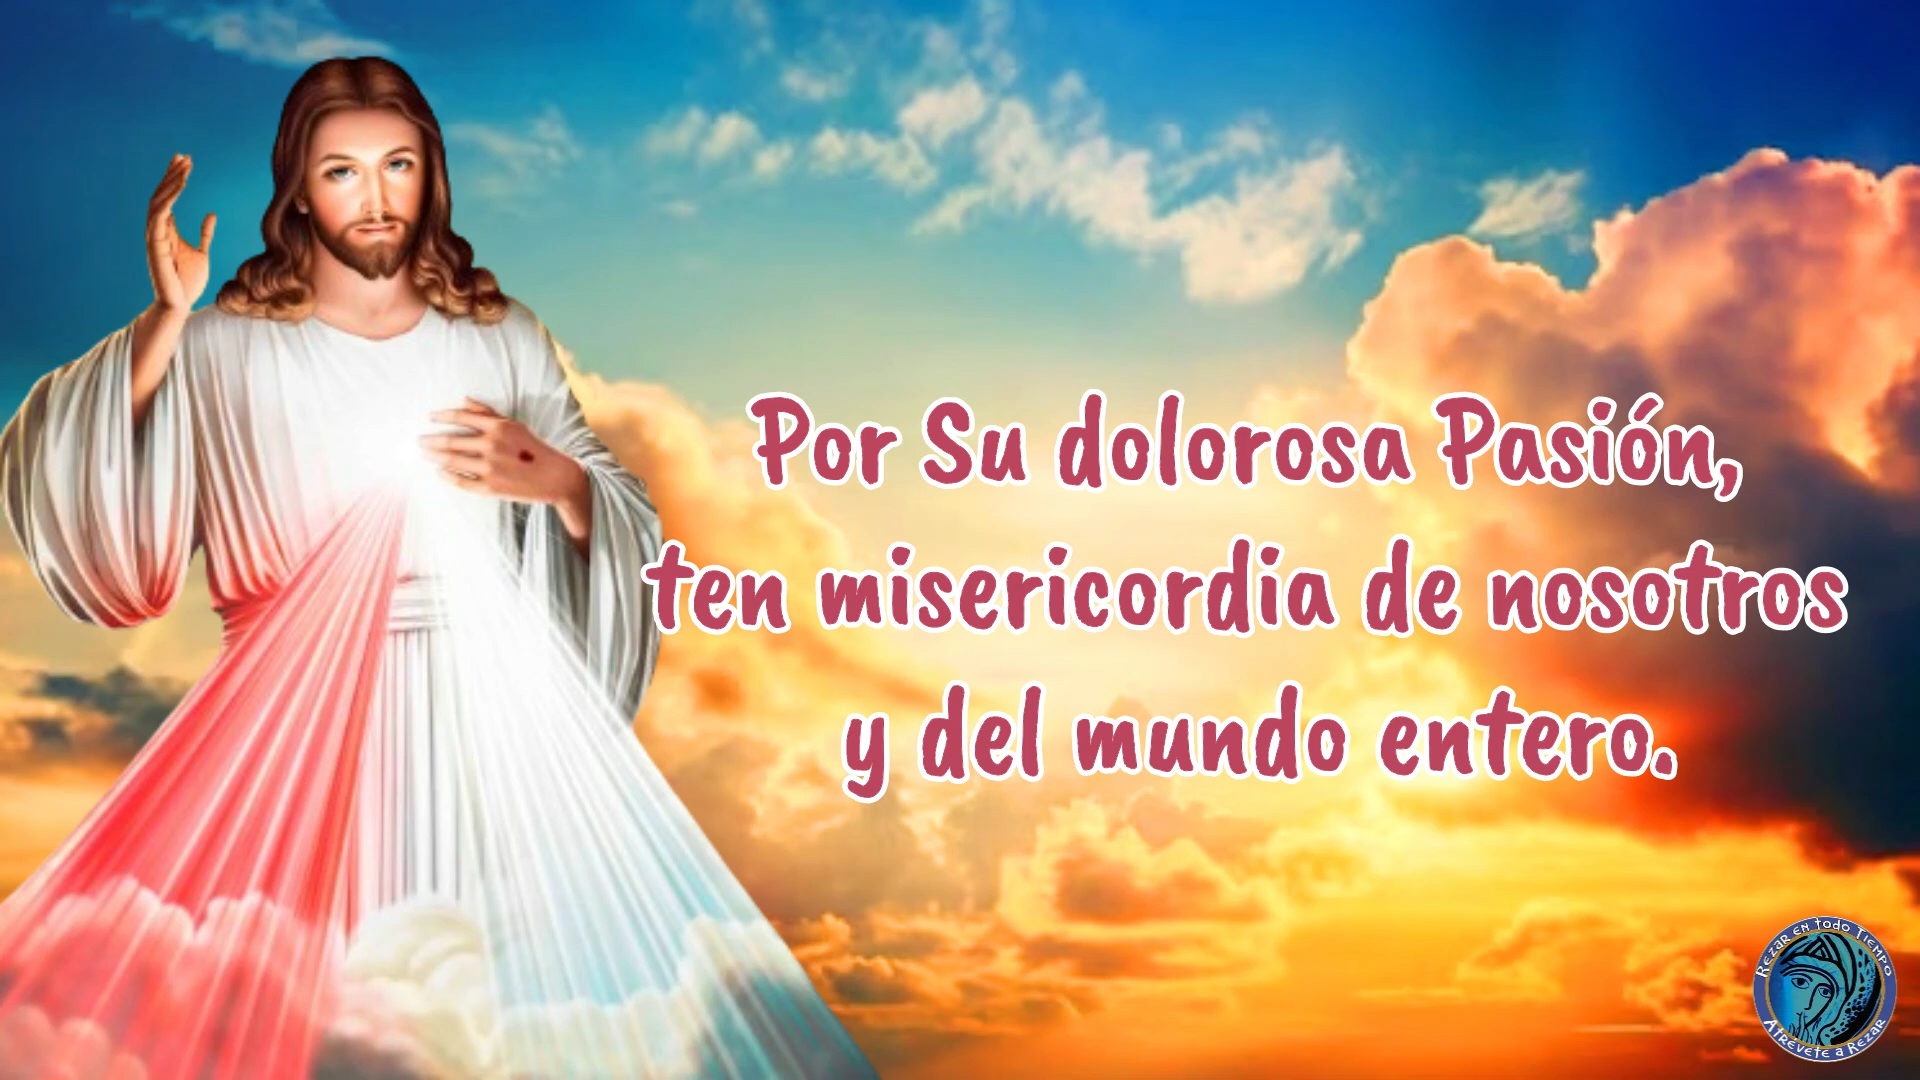 Por Su dolorosa Pasión,
ten misericordia de nosotros
y del mundo entero.
Rezar en todo Tiempo
Atrévete a Rezar